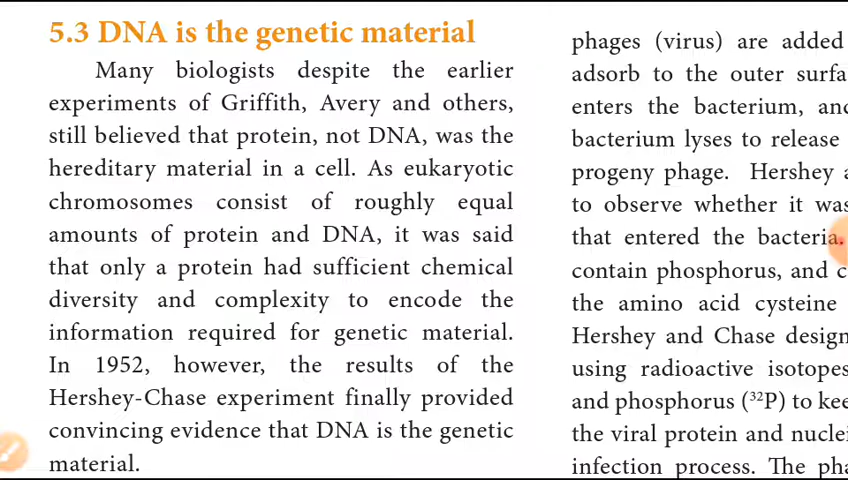 5.3 DNA is the genetic material
Many biologists despite the earlier
experiments of Griffith, Avery and others,
still believed that protein, not DNA, was the
hereditary material in a cell. As eukaryotic
chromosomes consist of roughly equal
amounts of protein and DNA, it was said
that only a protein had sufficient chemical
diversity and complexity to encode the
information required for genetic material.
In 1952, however, the results of the
Hershey-Chase experiment finally provided
convincing evidence that DNA is the genetic
material.
phages (virus) are added
adsorb to the outer surfa
enters the bacterium, and
bacterium lyses to release
progeny phage. Hershey a
to observe whether it was
that entered the bacteria.
contain phosphorus, and c
the amino acid cysteine
Hershey and Chase design
using radioactive isotopes
and phosphorus (³²P) to kee
the viral protein and nuclei
infection process. The pha